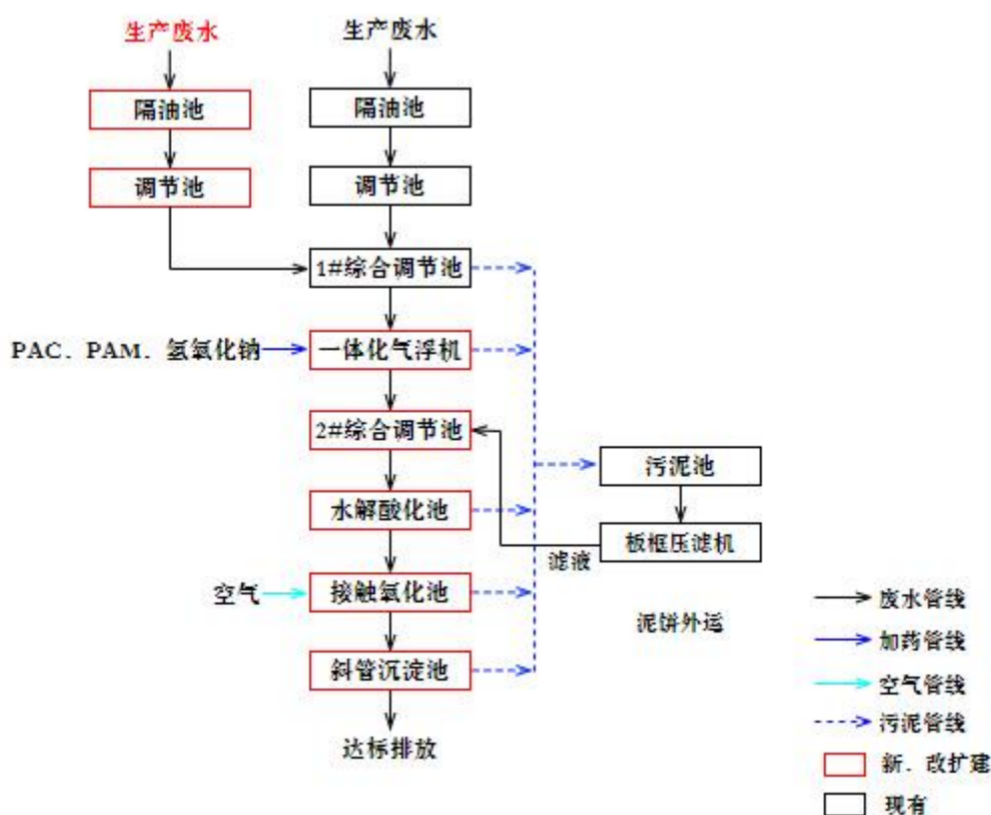 生产废水
生产废水
隔油池
隔油池
调节池
调节池
1#综合调节池
PAC．PAM．氢氧化钠
一体化气浮机
2#综合调节池
污泥池
水解酸化池
板框压滤机
滤液
空气
接触氧化池
泥饼外运
斜管沉淀池
达标排放
废水管线
加药管线
空气管线
污泥管线
新．改扩建
现有